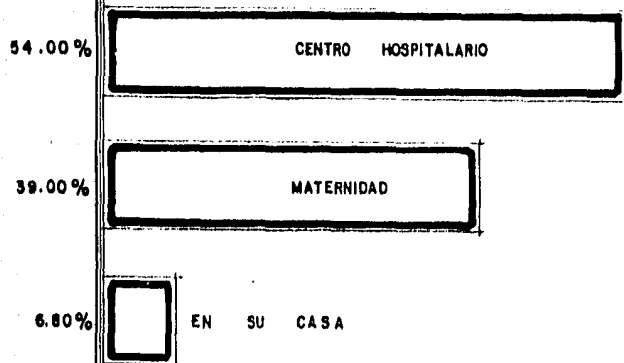 54.00% CENTRO HOSPITALARIO
39.00% MATERNIDAD
6.80% EN SU CASA